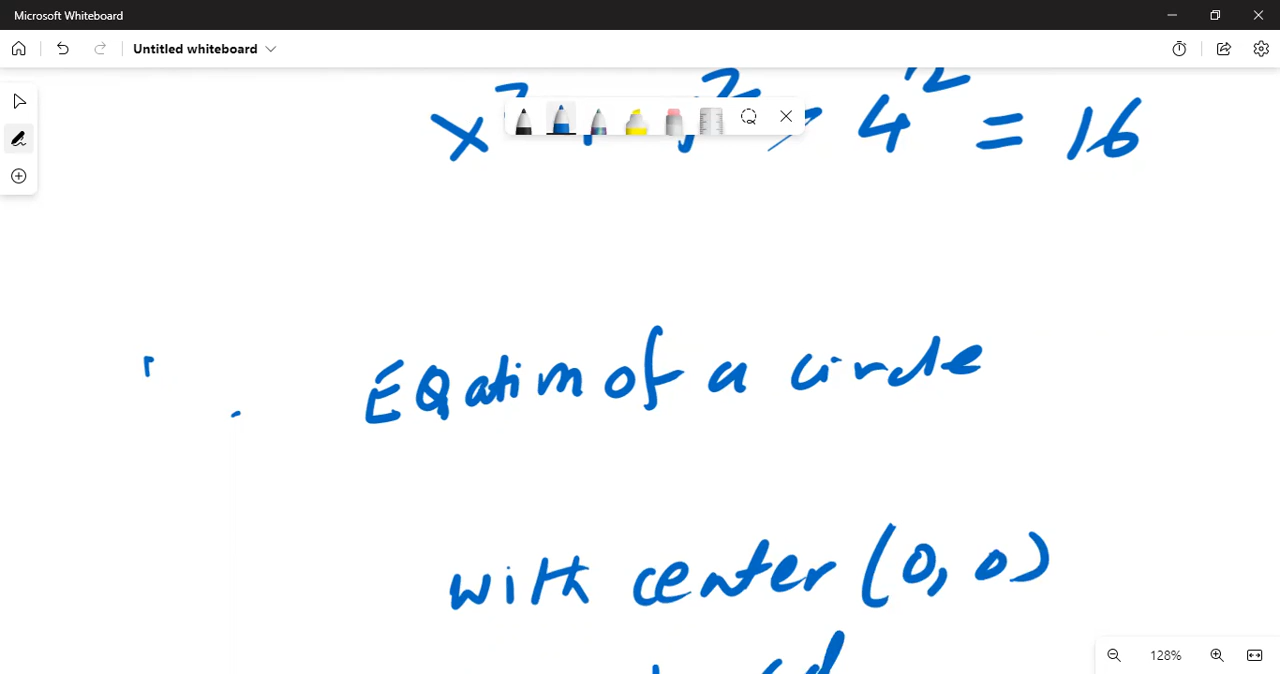 Microsoft Whiteboard
Untitled whiteboard
= 16
EQation of a circle
with center (0, 0)
128%